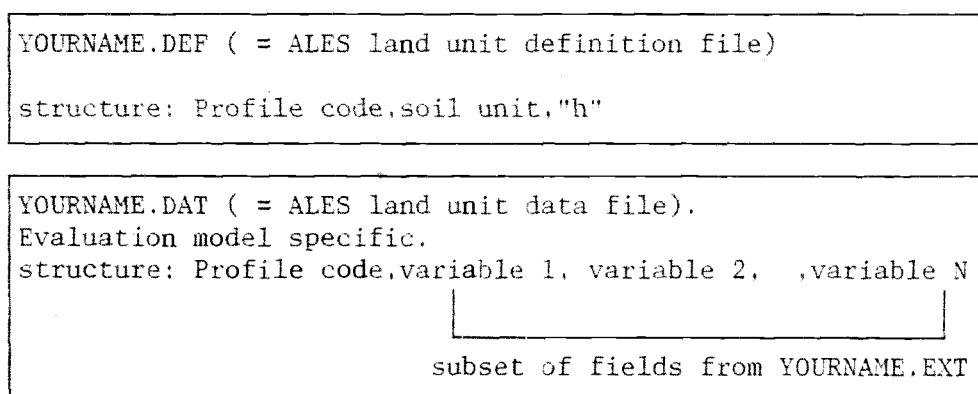 YOURNAME.DEF ( = ALES land unit definition file)
structure: Profile code,soil unit,"h"
YOURNAME.DAT ( = ALES land unit data file).
Evaluation model specific.
structure: Profile code,variable 1, variable 2,  ,variable N
subset of fields from YOURNAME.EXT